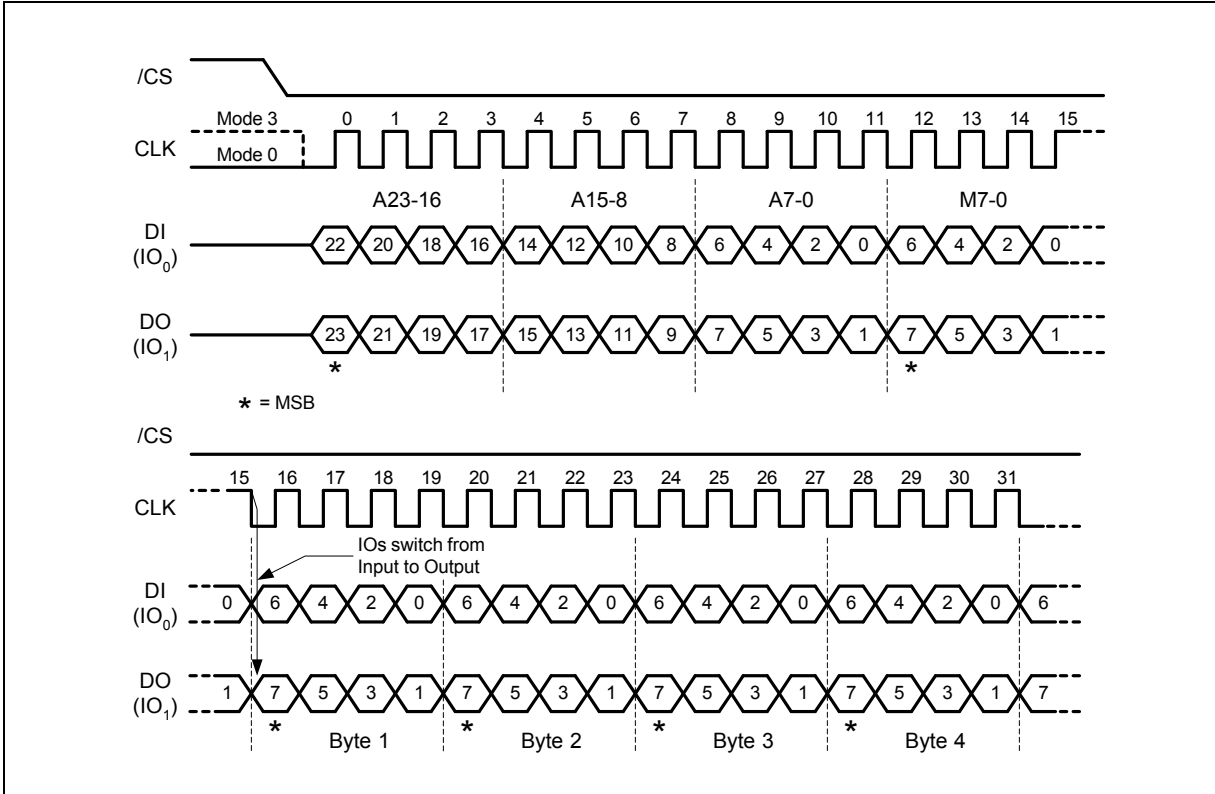 /CS
Mode 3 0 1 2 3 4 5 6 7 8 9 10 11 12 13 14 15
CLK
Mode 0
A23-16 A15-8 A7-0 M7-0
DI
(IO0) 22 20 18 16 14 12 10 8 6 4 2 0 6 4 2 0
DO
(IO1) 23 21 19 17 15 13 11 9 7 5 3 1 7 5 3 1
* *
* = MSB
/CS
15 16 17 18 19 20 21 22 23 24 25 26 27 28 29 30 31
CLK
IOs switch from
Input to Output
DI
(IO0) 0 6 4 2 0 6 4 2 0 6 4 2 0 6 4 2 0 6
DO
(IO1) 1 7 5 3 1 7 5 3 1 7 5 3 1 7 5 3 1 7
* * * *
Byte 1 Byte 2 Byte 3 Byte 4